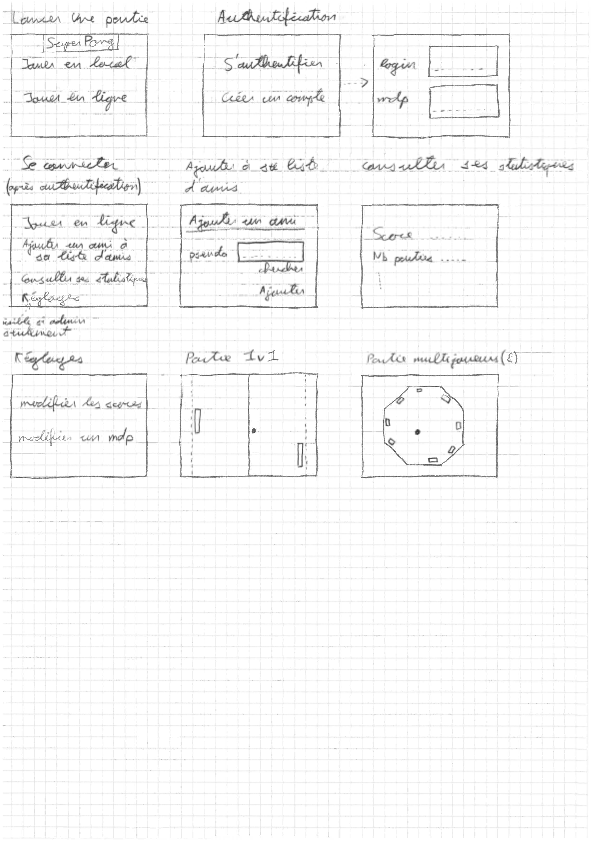 Lancer une partie
Authentification
SuperPong
Jouer en local
Jouer en ligne
S'authentifier
Créer un compte
login
mdp
Se connecter
(après authentification)
Ajouter à sa liste
d'amis
Consulter ses statistiques
Jouer en ligne
Ajouter un ami à
sa liste d'amis
Consulter ses statistiques
Réglages
visible si admin
seulement
Ajouter un ami
pseudo
chercher
Ajouter
Score ......
Nb parties .....
Réglages
Partie 1v1
Partie multijoueurs
modifier les scores
modifier un mdp